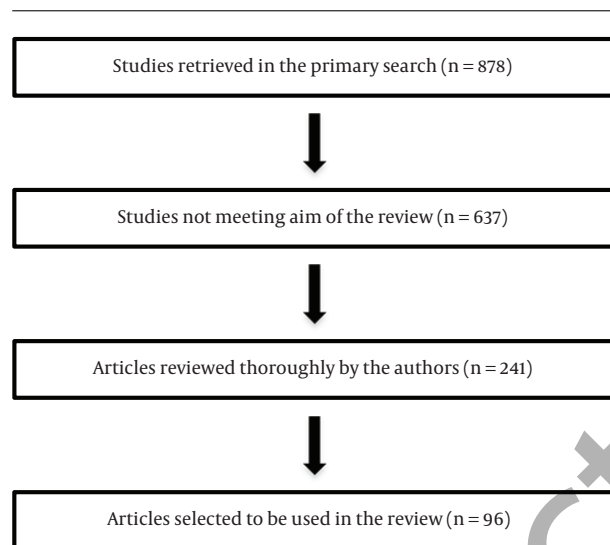 Studies retrieved in the primary search (n = 878)
Studies not meeting aim of the review (n = 637)
Articles reviewed thoroughly by the authors (n = 241)
Articles selected to be used in the review (n = 96)